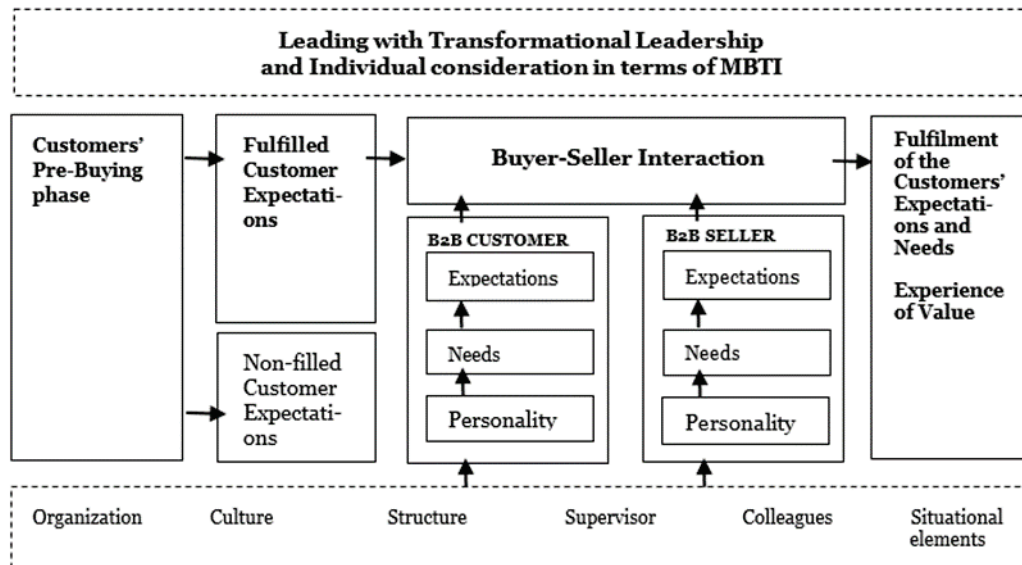 Leading with Transformational Leadership
and Individual consideration in terms of MBTI
Customers’
Pre-Buying
phase
Fulfilled
Customer
Expectati-
ons
Non-filled
Customer
Expectati-
ons
Buyer-Seller Interaction
B2B CUSTOMER
Expectations
Needs
Personality
B2B SELLER
Expectations
Needs
Personality
Fulfilment
of the
Customers’
Expectati-
ons and
Needs
Experience
of Value
Organization
Culture
Structure
Supervisor
Colleagues
Situational
elements